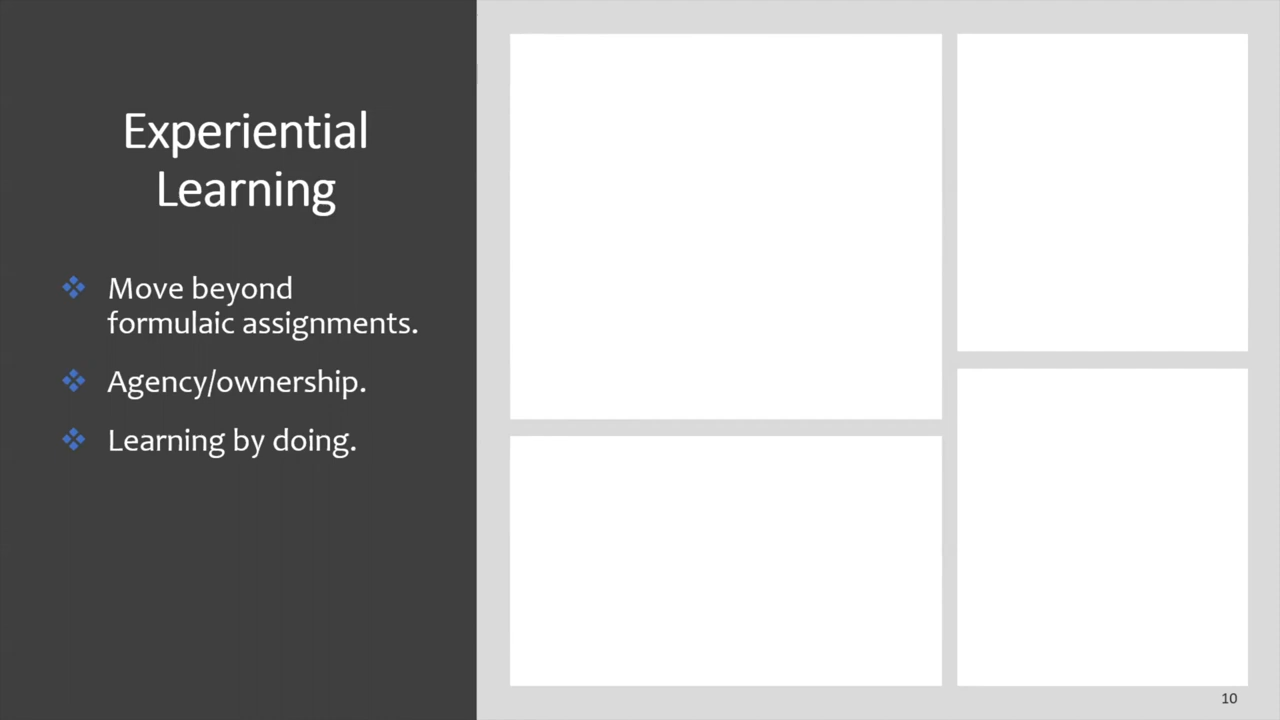 Experiential
Learning
❖ Move beyond
formulaic assignments.
❖ Agency/ownership.
❖ Learning by doing.
10